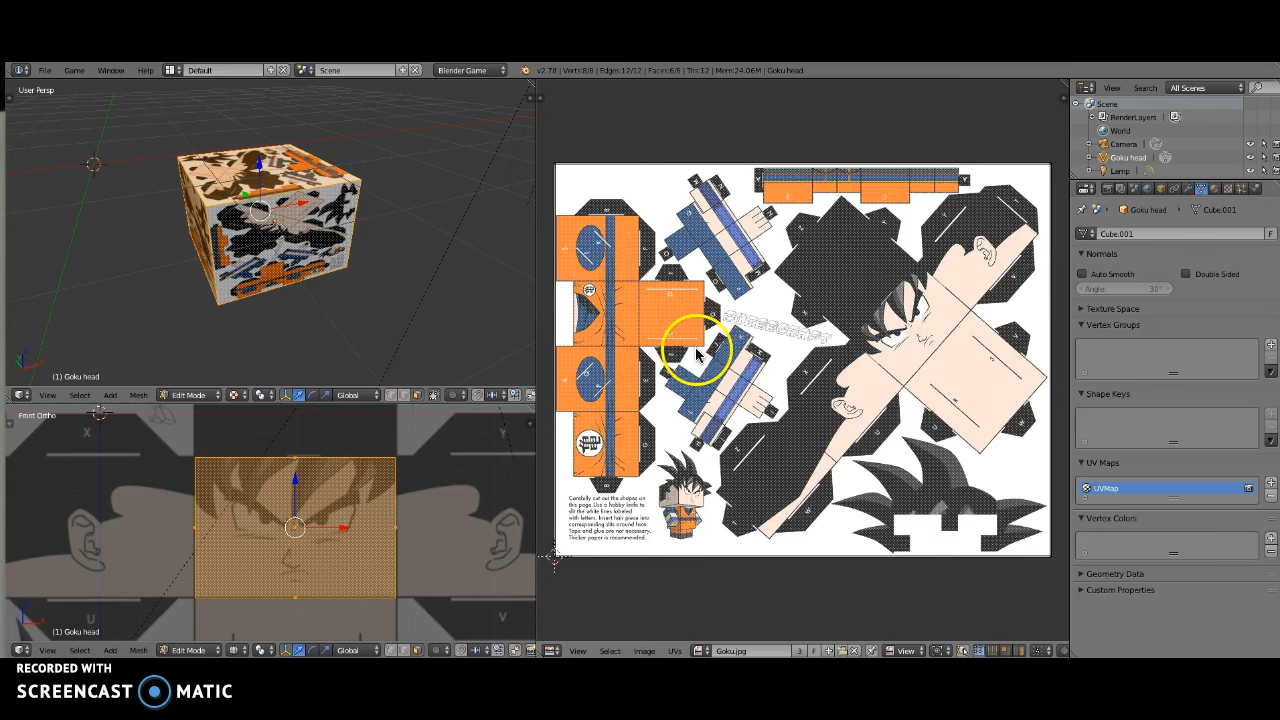 File Game Window Help Default Scene Blender Game v2.78 | Verts:8/8 | Edges:12/12 | Faces:6/6 | Tris:12 | Mem:24.06M | Goku head
User Persp
(1) Goku head
View Select Add Mesh Edit Mode Global
Front Ortho
X Y
U V
(1) Goku head
View Select Add Mesh Edit Mode Global
CUBEECRAFT
Carefully cut out the shapes on
this page. Use a hobby knife to
slit the white lines labeled
with letters. Insert hair piece into
corresponding slits around face.
Tape and glue are not necessary.
Thicker paper is recommended.
View Select Image UVs Goku.jpg 3 F View
View Search All Scenes
Scene
RenderLayers
World
Camera
Goku head
Lamp
Goku head Cube.001
Cube.001 F
Normals
Auto Smooth Double Sided
Angle: 30°
Texture Space
Vertex Groups
Shape Keys
UV Maps
UVMap
Vertex Colors
Geometry Data
Custom Properties
RECORDED WITH
SCREENCAST MATIC